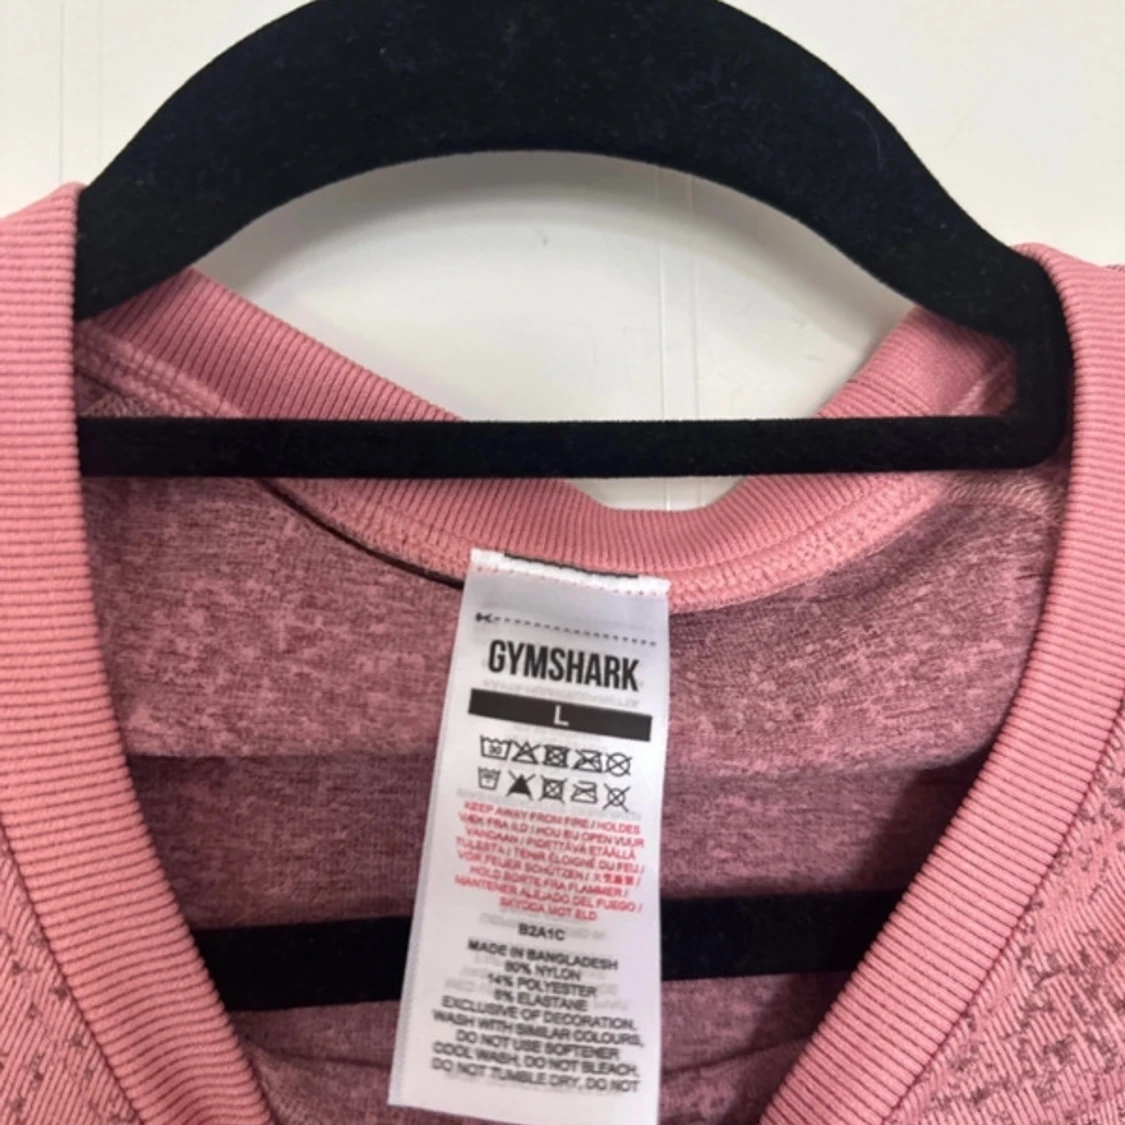 GYMSHARK
L
KEEP AWAY FROM FIRE / HOLDES
VÆK FRA ILD / HOU BIJ OPEN VUUR
VANDAAN / PIDETTÄVÄ ETÄÄLLÄ
TULESTA / TENIR ÉLOIGNÉ DU FEU /
VOR FEUER SCHÜTZEN /
HOLD BORTE FRA FLAMMER /
MANTENER ALEJADO DEL FUEGO /
SKYDDA MOT ELD
B2A1C
MADE IN BANGLADESH
80% NYLON
14% POLYESTER
6% ELASTANE
EXCLUSIVE OF DECORATION.
WASH WITH SIMILAR COLOURS,
DO NOT USE SOFTENER.
COOL WASH, DO NOT BLEACH,
DO NOT TUMBLE DRY, DO NOT